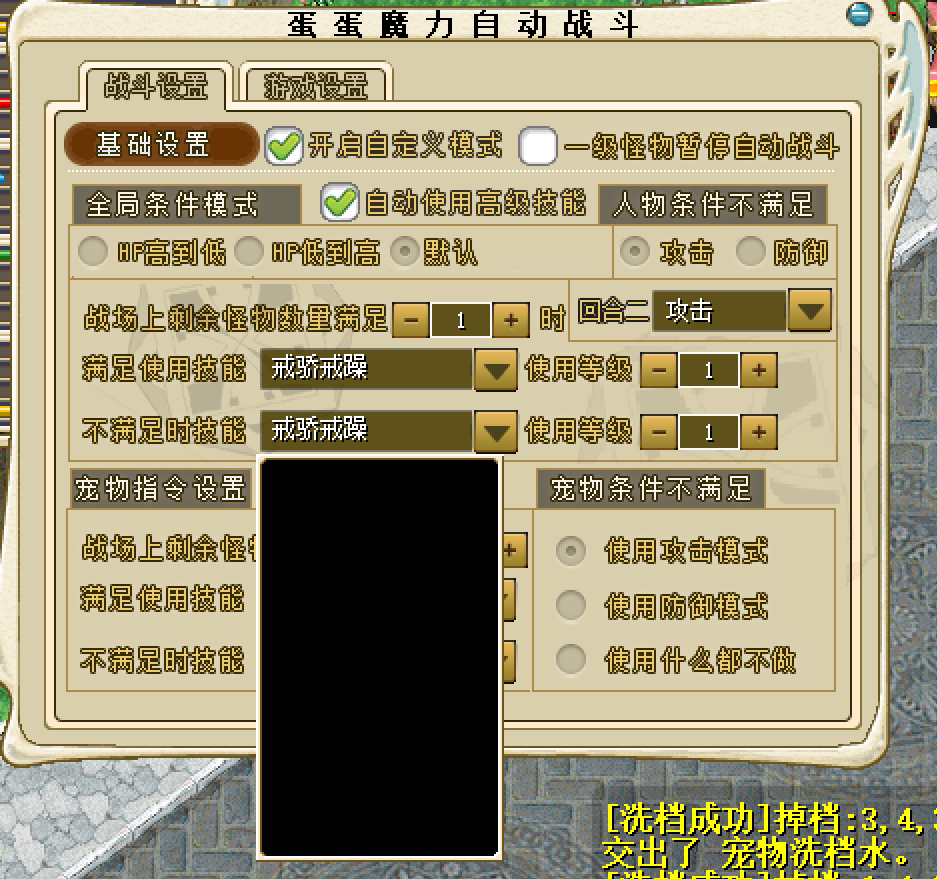 蛋蛋魔力自动战斗
战斗设置 游戏设置
基础设置 开启自定义模式 一级怪物暂停自动战斗
全局条件模式 自动使用高级技能 人物条件不满足
HP高到低 HP低到高 默认 攻击 防御
战场上剩余怪物数量满足 - 1 + 时 回合二 攻击
满足使用技能 戒骄戒躁 使用等级 - 1 +
不满足时技能 戒骄戒躁 使用等级 - 1 +
宠物指令设置 宠物条件不满足
战场上剩余怪 + 使用攻击模式
满足使用技能 使用防御模式
不满足时技能 使用什么都不做
[洗档成功]掉档:3,4,
交出了 宠物洗档水。